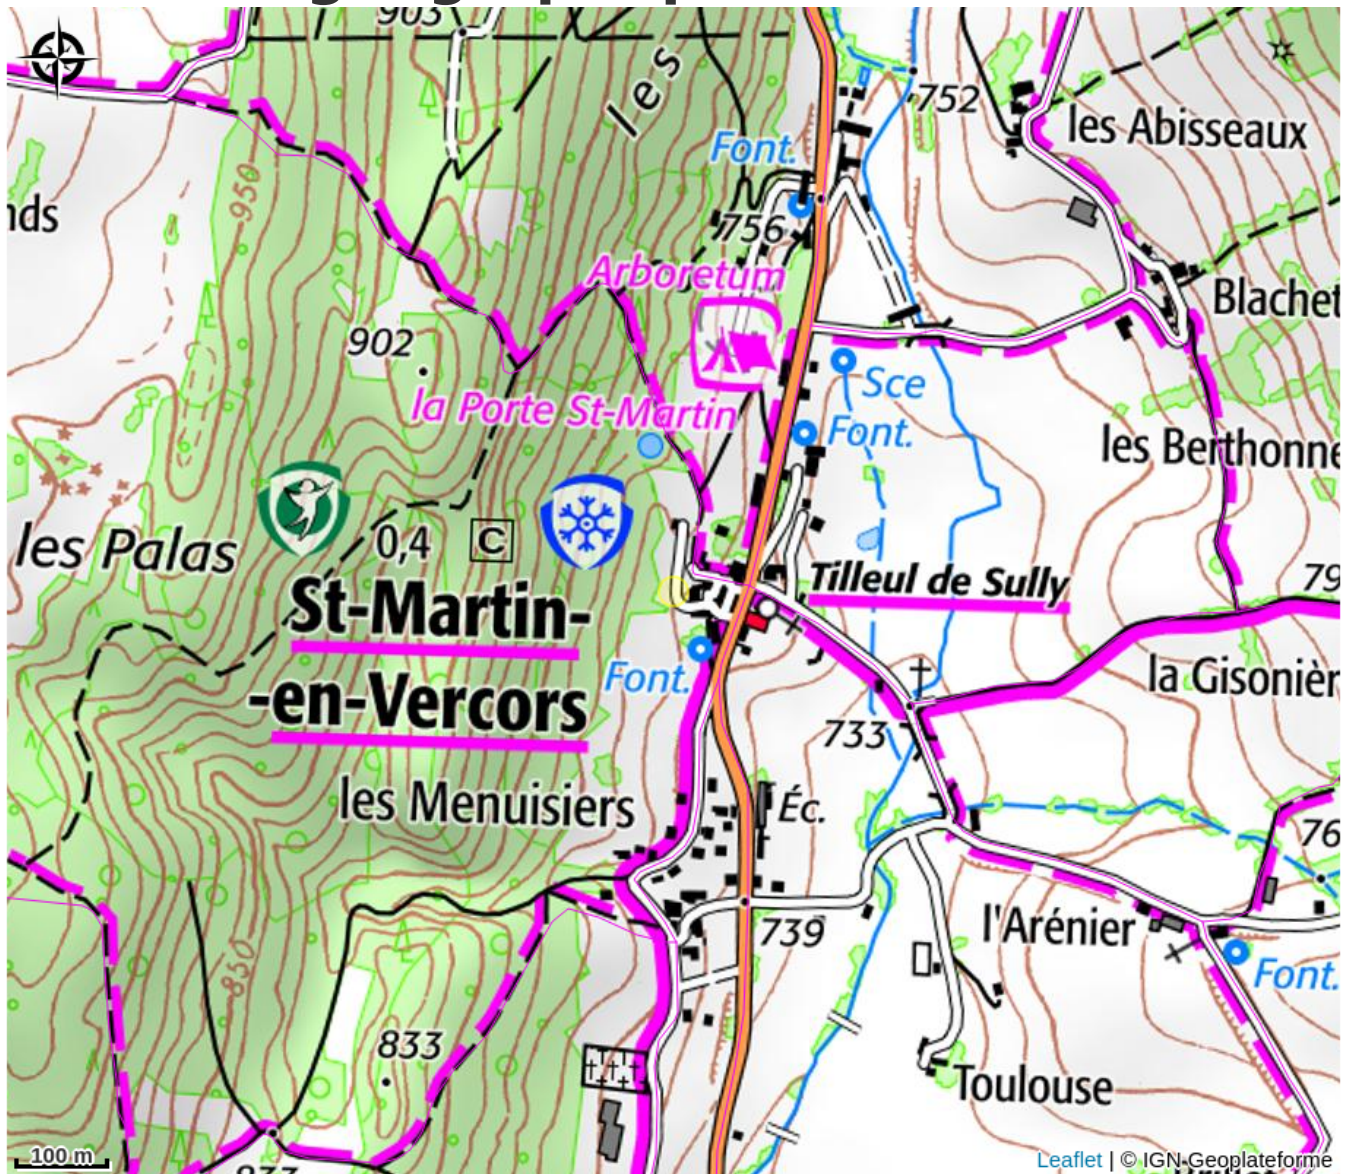 903
les
752
les Abisseaux
Font.
nds
950
756
Arboretum
Blachet
902
Sce
la Porte St-Martin
Font.
les Berthonne
les Palas
0,4
C
Tilleul de Sully
79
St-Martin-
-en-Vercors
Font.
la Gisonièr
733
les Menuisiers
Éc.
76
739
l'Arénier
850
Font.
833
Toulouse
100 m
833
Leaflet | © IGN-Geoplateforme